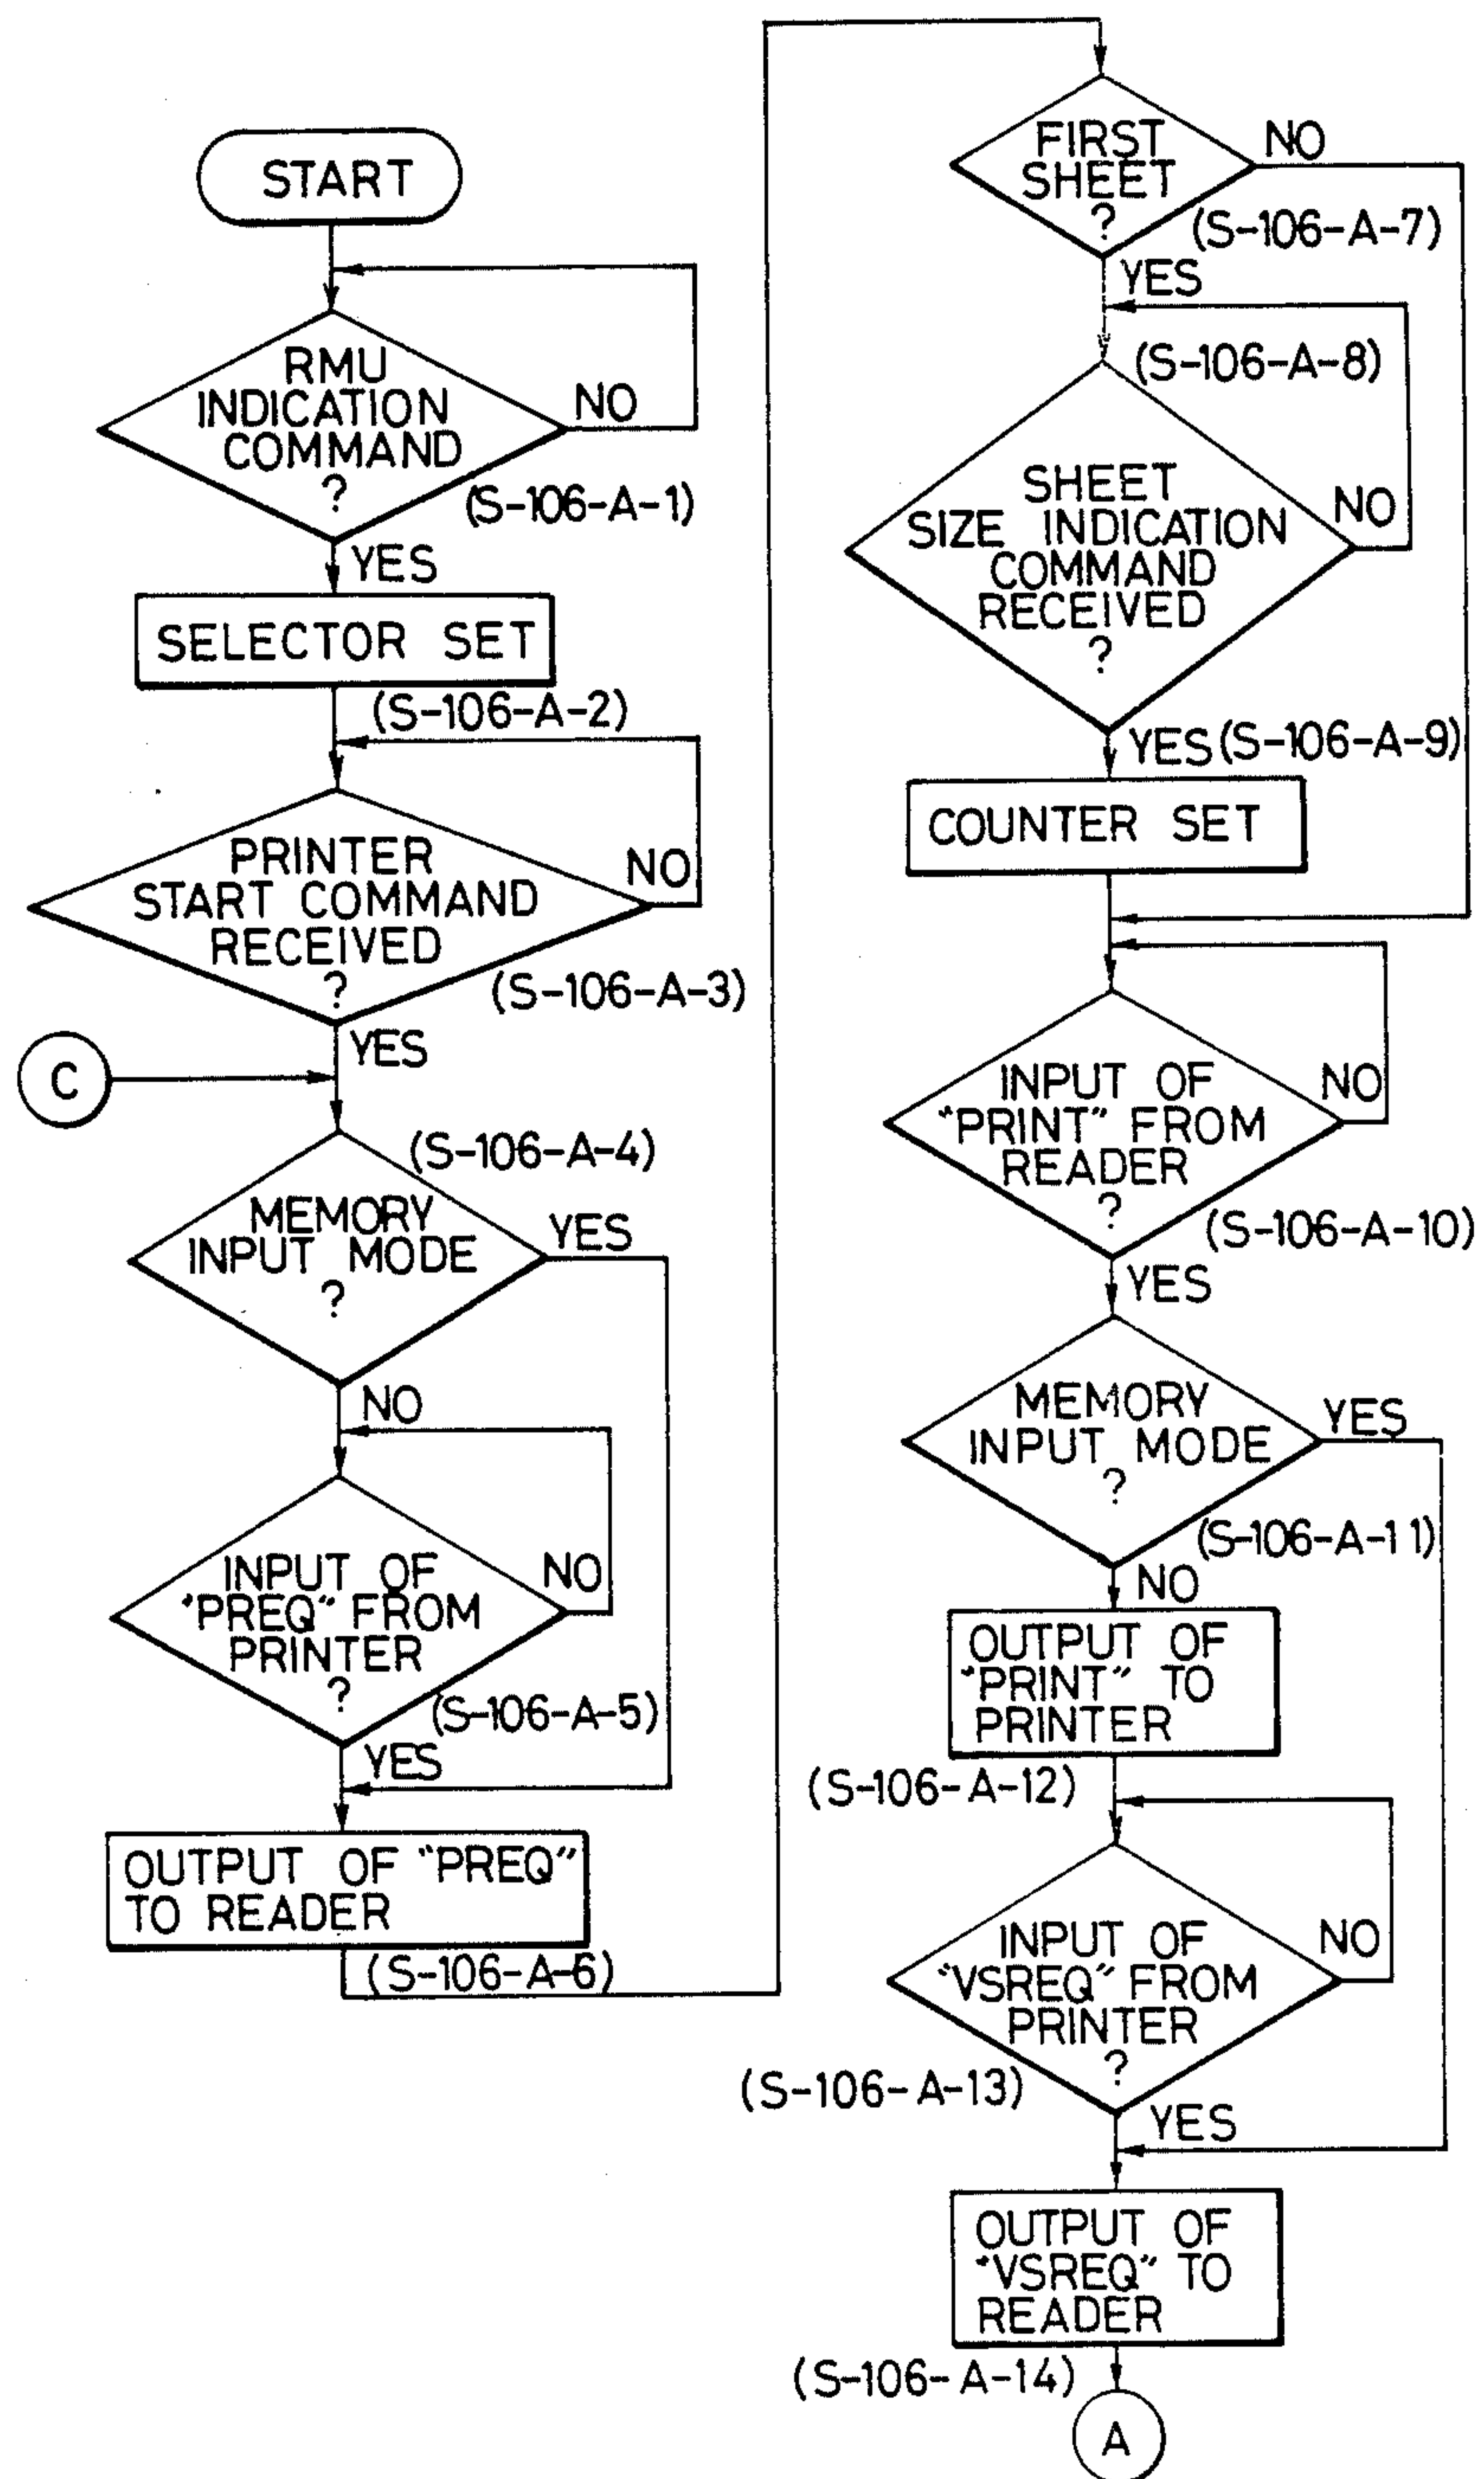 START
RMU
INDICATION
COMMAND
?
NO
(S-106-A-1)
YES
SELECTOR SET
(S-106-A-2)
PRINTER
START COMMAND
RECEIVED
?
NO
(S-106-A-3)
YES
C
(S-106-A-4)
MEMORY
INPUT MODE
?
YES
NO
INPUT OF
"PREQ" FROM
PRINTER
?
NO
(S-106-A-5)
YES
OUTPUT OF "PREQ"
TO READER
(S-106-A-6)
FIRST
SHEET
?
NO
(S-106-A-7)
YES
(S-106-A-8)
SHEET
SIZE INDICATION
COMMAND
RECEIVED
?
NO
YES (S-106-A-9)
COUNTER SET
INPUT OF
"PRINT" FROM
READER
?
NO
(S-106-A-10)
YES
MEMORY
INPUT MODE
?
YES
(S-106-A-11)
NO
OUTPUT OF
"PRINT" TO
PRINTER
(S-106-A-12)
INPUT OF
"VSREQ" FROM
PRINTER
?
NO
(S-106-A-13)
YES
OUTPUT OF
"VSREQ" TO
READER
(S-106-A-14)
A